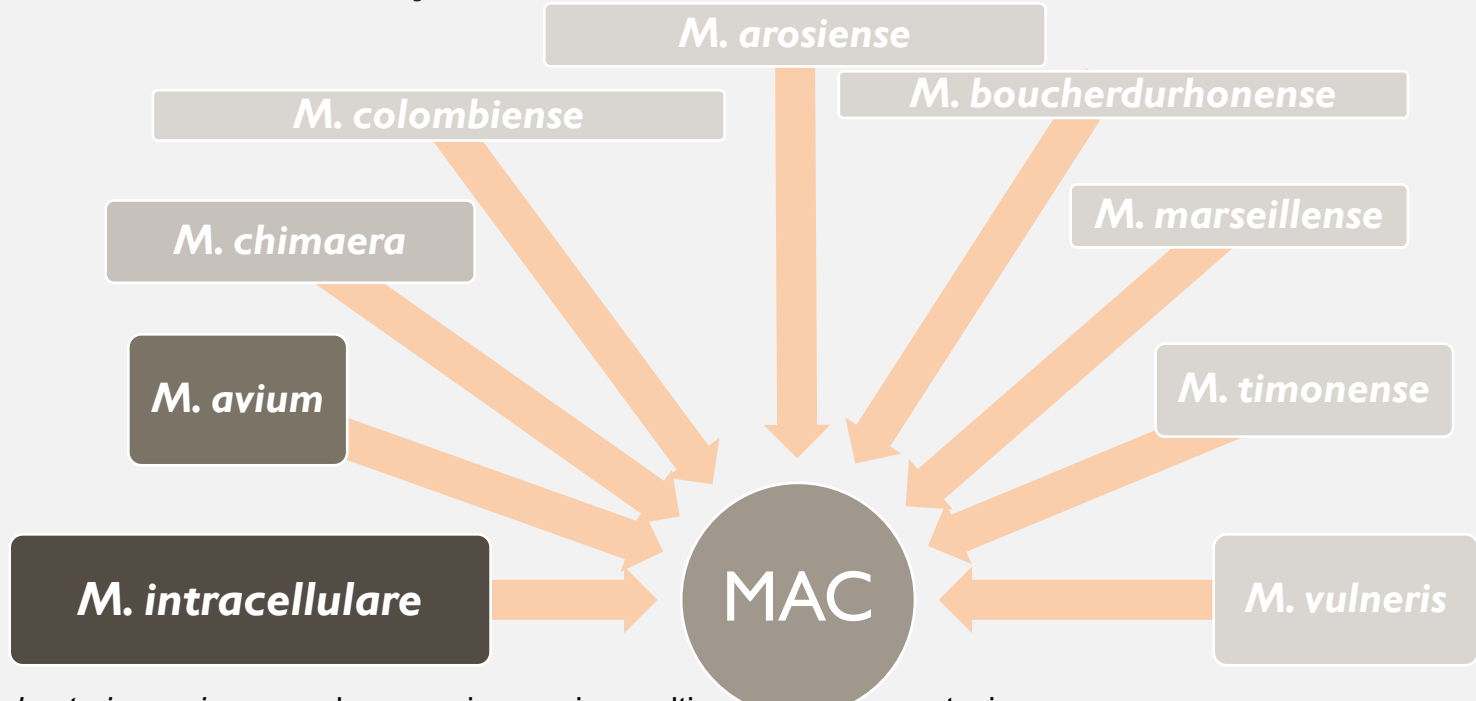 M. arosiense
M. boucherdurhonense
M. colombiense
M. marseillense
M. chimaera
M. timonense
M. avium
M. intracellulare
MAC
M. vulneris